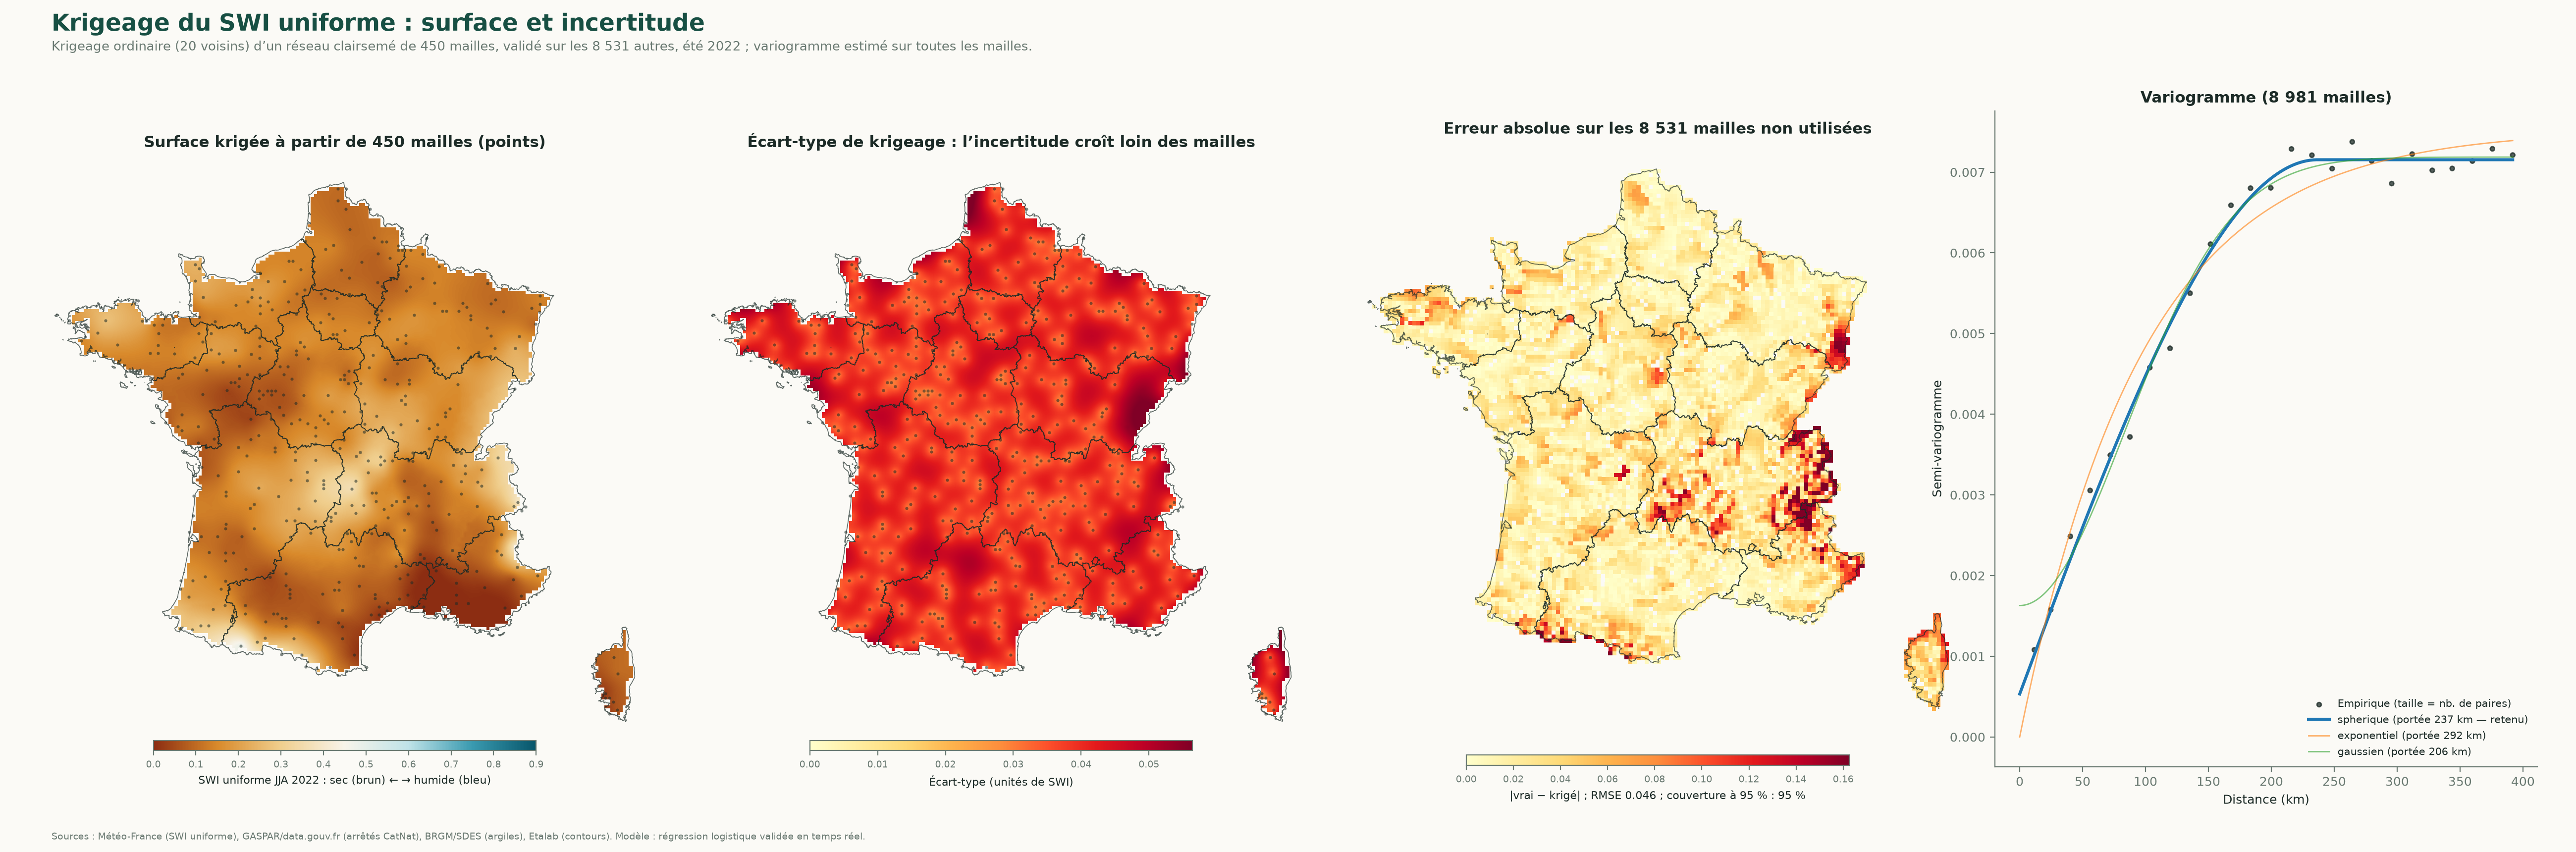 Krigeage du SWI uniforme : surface et incertitude
Krigeage ordinaire (20 voisins) d’un réseau clairsemé de 450 mailles, validé sur les 8 531 autres, été 2022 ; variogramme estimé sur toutes les mailles.
Surface krigée à partir de 450 mailles (points)
0.0 0.1 0.2 0.3 0.4 0.5 0.6 0.7 0.8 0.9
SWI uniforme JJA 2022 : sec (brun) ← → humide (bleu)
Écart-type de krigeage : l’incertitude croît loin des mailles
0.00 0.01 0.02 0.03 0.04 0.05
Écart-type (unités de SWI)
Erreur absolue sur les 8 531 mailles non utilisées
0.00 0.02 0.04 0.06 0.08 0.10 0.12 0.14 0.16
|vrai − krigé| ; RMSE 0.046 ; couverture à 95 % : 95 %
Variogramme (8 981 mailles)
Semi-variogramme
0.007
0.006
0.005
0.004
0.003
0.002
0.001
0.000
Empirique (taille = nb. de paires)
spherique (portée 237 km — retenu)
exponentiel (portée 292 km)
gaussien (portée 206 km)
0 50 100 150 200 250 300 350 400
Distance (km)
Sources : Météo-France (SWI uniforme), GASPAR/data.gouv.fr (arrêtés CatNat), BRGM/SDES (argiles), Etalab (contours). Modèle : régression logistique validée en temps réel.